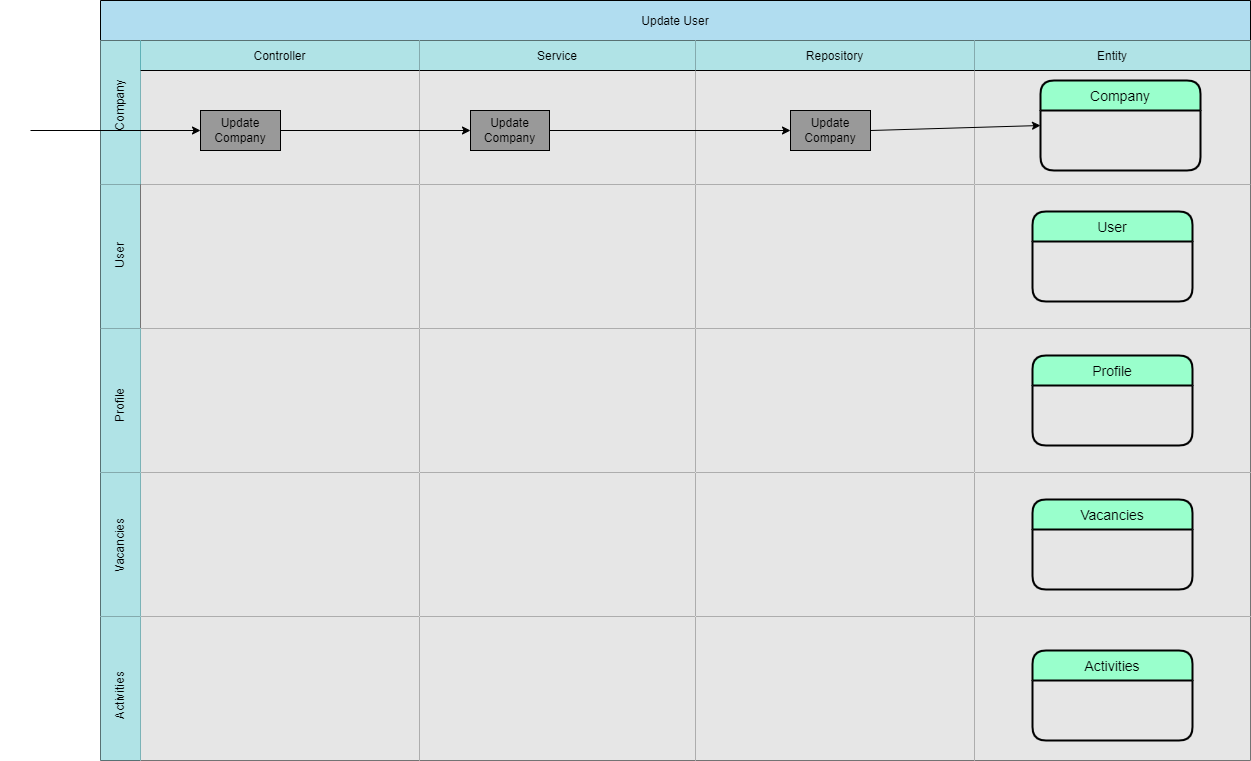 Update User
Controller
Service
Repository
Entity
Company
Update
Company
Update
Company
Update
Company
Company
User
User
Profile
Profile
Vacancies
Vacancies
Activities
Activities